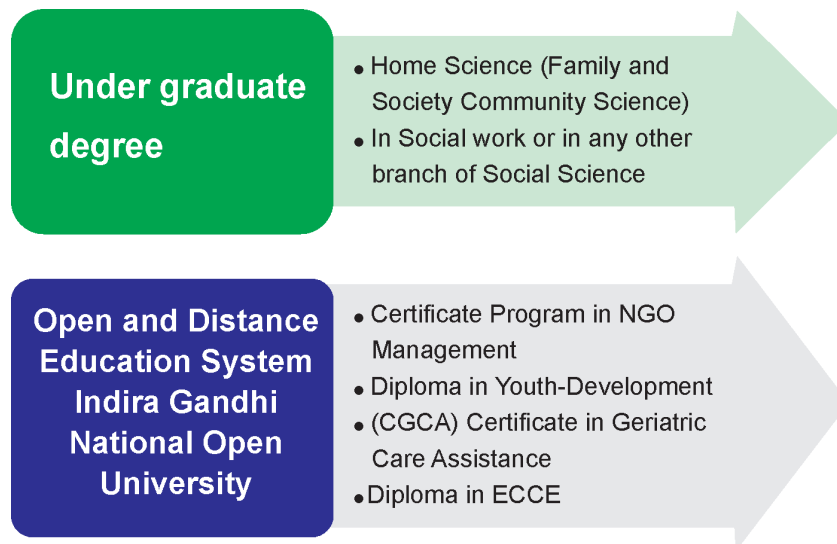 Under graduate
degree
• Home Science (Family and
Society Community Science)
• In Social work or in any other
branch of Social Science
Open and Distance
Education System
Indira Gandhi
National Open
University
• Certificate Program in NGO
Management
• Diploma in Youth-Development
• (CGCA) Certificate in Geriatric
Care Assistance
• Diploma in ECCE